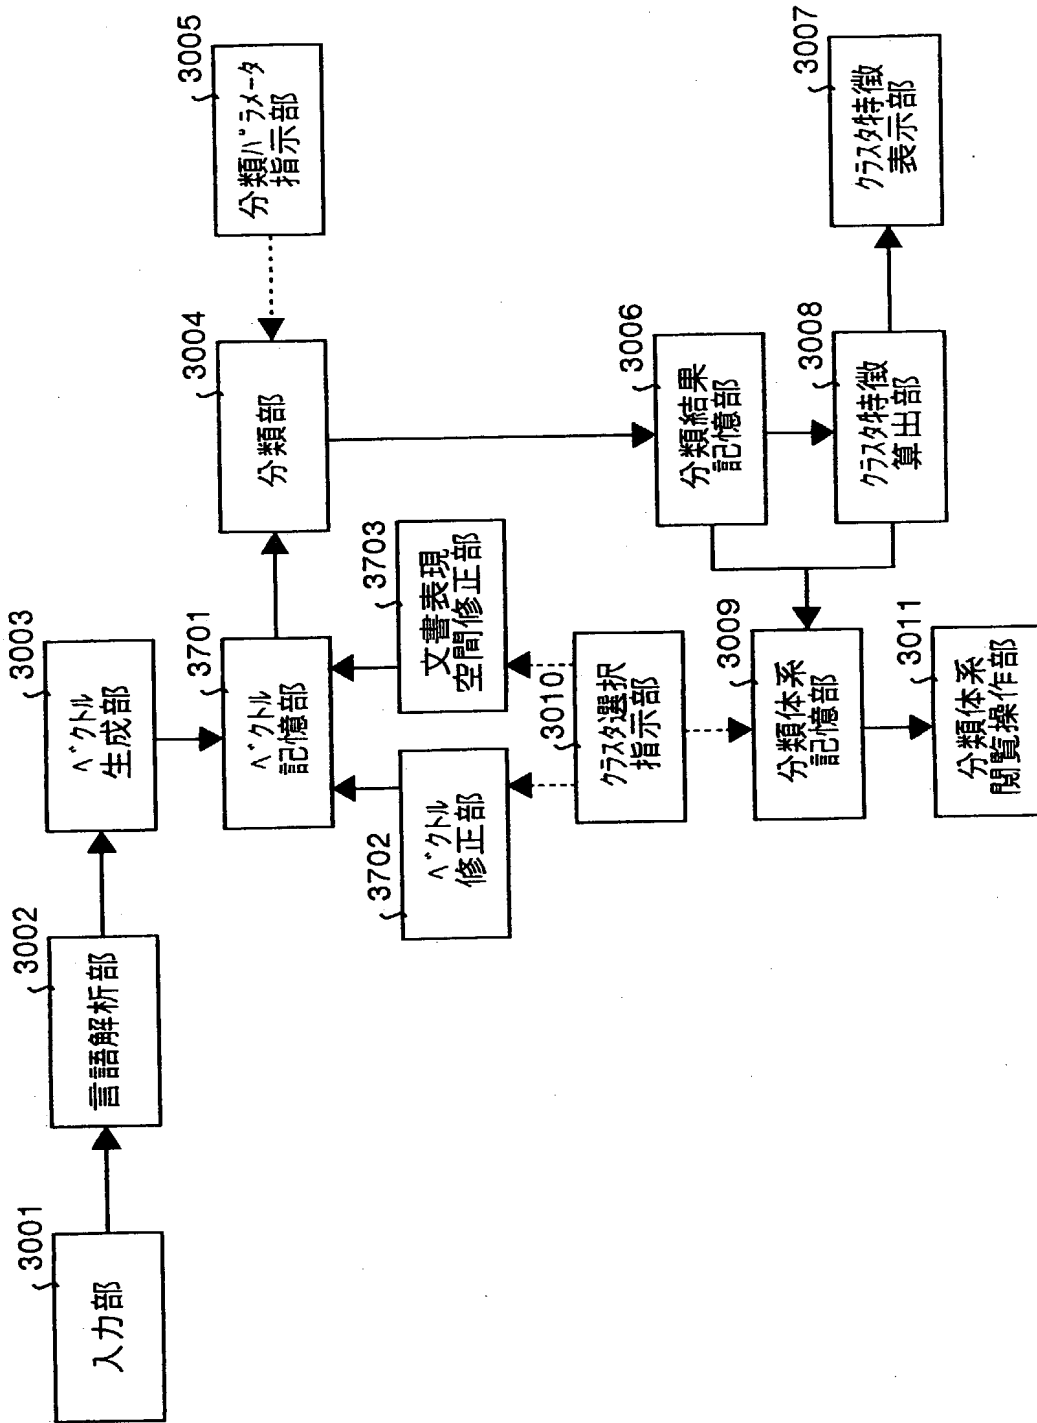 3001
入力部
3002
言語解析部
3003
ベクトル
生成部
3701
ベクトル
記憶部
3004
分類部
3005
分類パラメータ
指示部
3702
ベクトル
修正部
3703
文書表現
空間修正部
3010
クラスタ選択
指示部
3006
分類結果
記憶部
3009
分類体系
記憶部
3008
クラスタ特徴
算出部
3007
クラスタ特徴
表示部
3011
分類体系
閲覧操作部